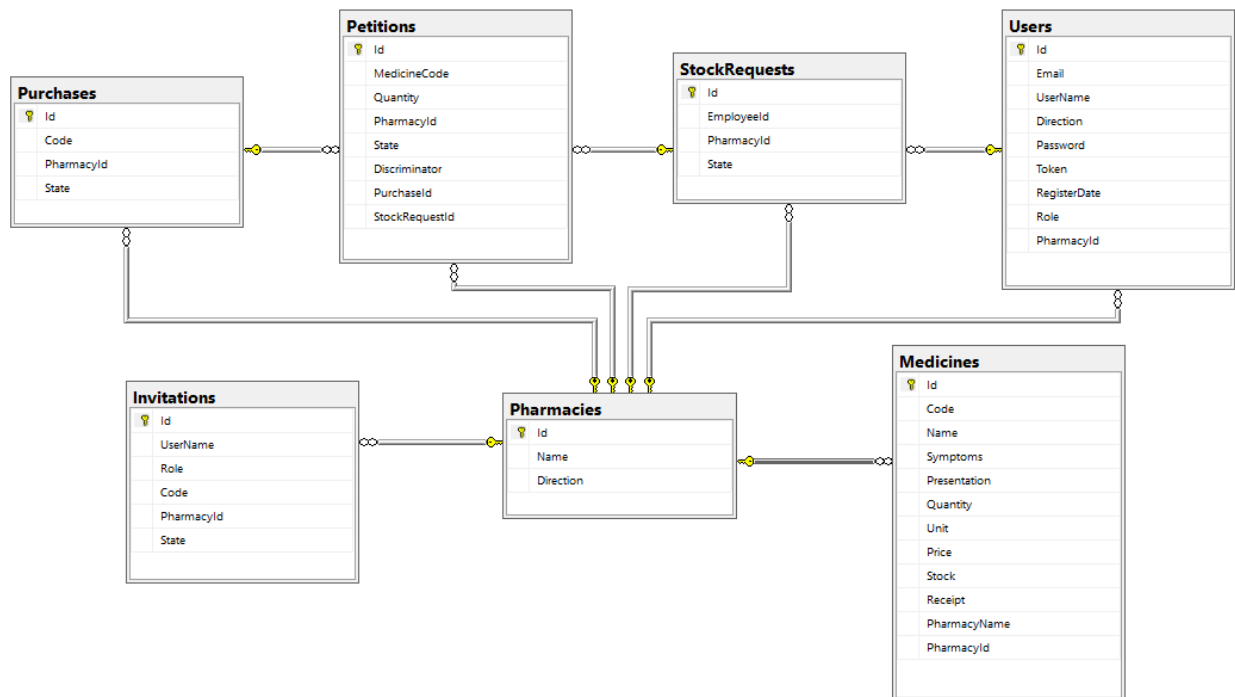 Purchases
Id
Code
PharmacyId
State
Petitions
Id
MedicineCode
Quantity
PharmacyId
State
Discriminator
PurchaseId
StockRequestId
StockRequests
Id
EmployeeId
PharmacyId
State
Users
Id
Email
UserName
Direction
Password
Token
RegisterDate
Role
PharmacyId
Invitations
Id
UserName
Role
Code
PharmacyId
State
Pharmacies
Id
Name
Direction
Medicines
Id
Code
Name
Symptoms
Presentation
Quantity
Unit
Price
Stock
Receipt
PharmacyName
PharmacyId